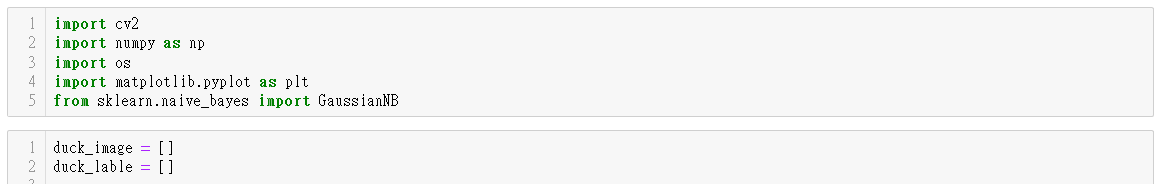 1 import cv2
2 import numpy as np
3 import os
4 import matplotlib.pyplot as plt
5 from sklearn.naive_bayes import GaussianNB
1 duck_image = []
2 duck_lable = []